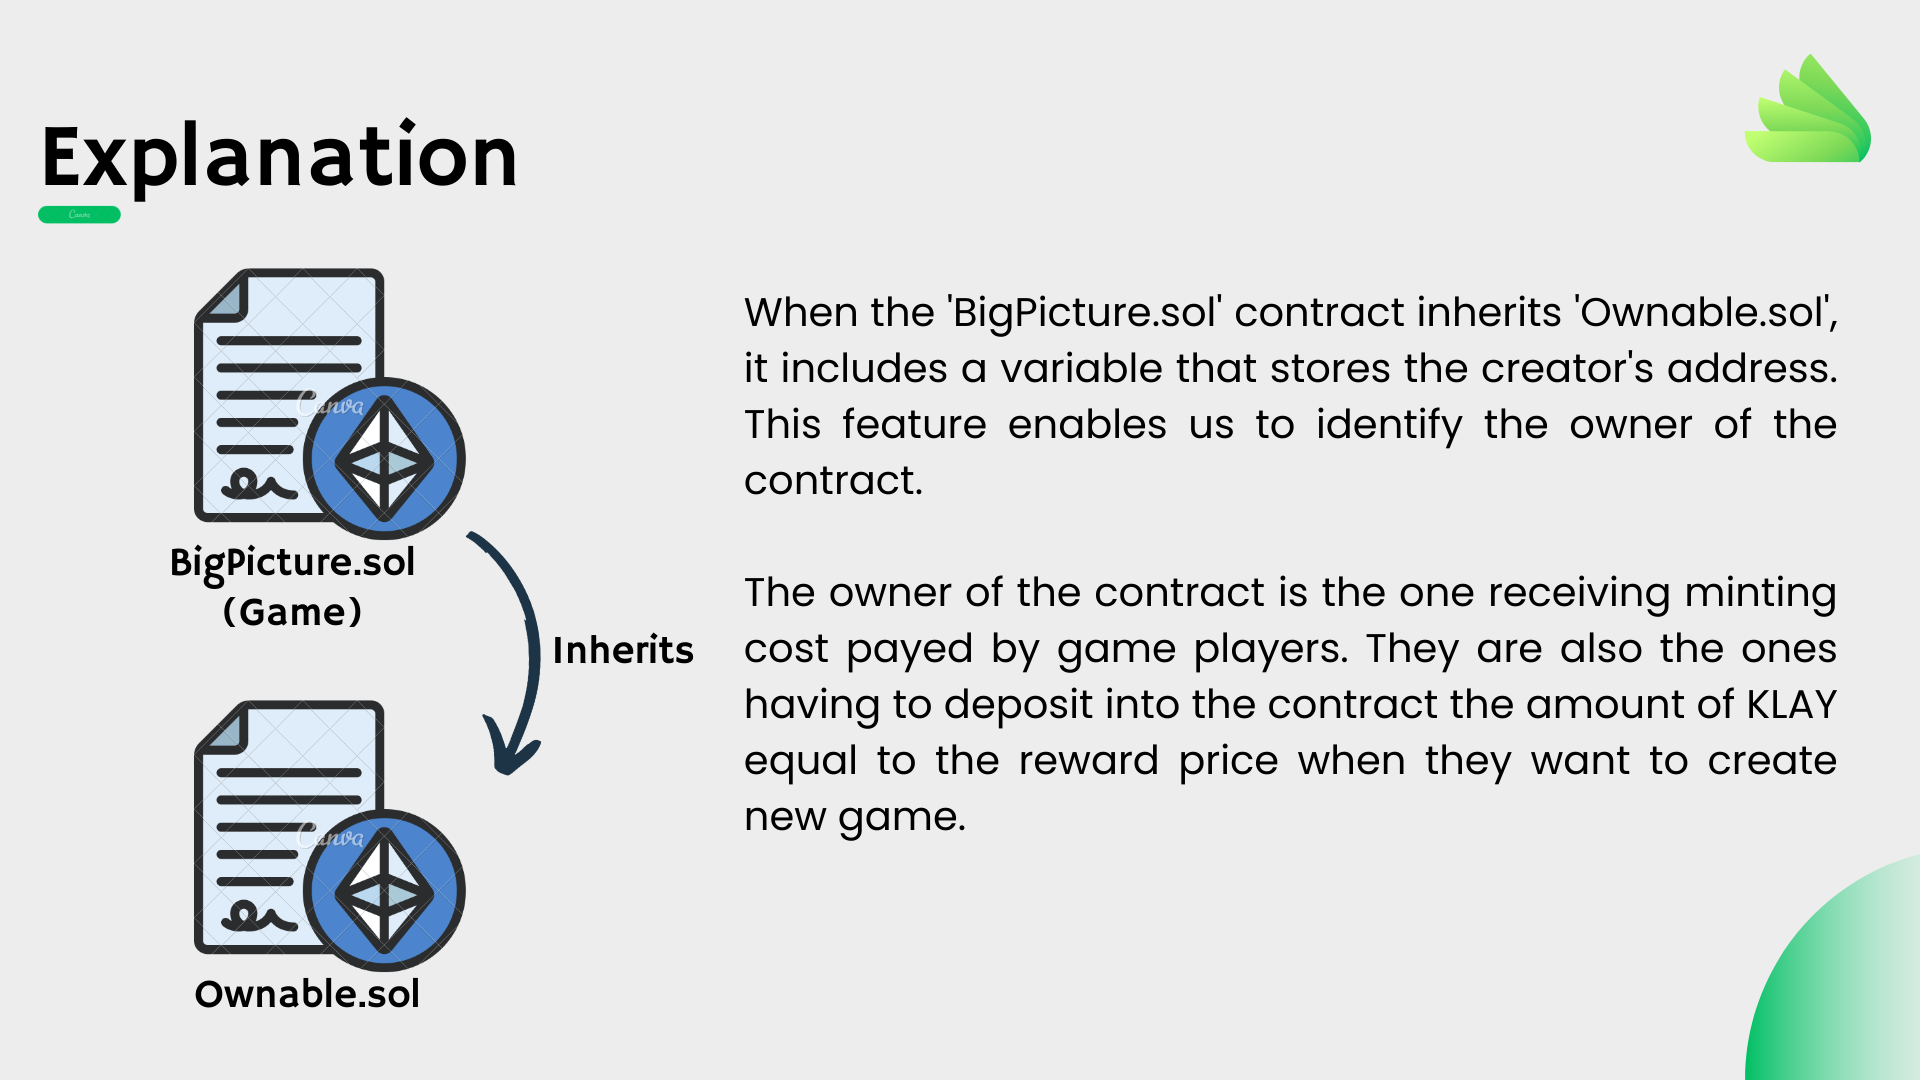 Explanation
Canva
Canva
BigPicture.sol
(Game)
Inherits
Canva
Ownable.sol
When the 'BigPicture.sol' contract inherits 'Ownable.sol',
it includes a variable that stores the creator's address.
This feature enables us to identify the owner of the
contract.
The owner of the contract is the one receiving minting
cost payed by game players. They are also the ones
having to deposit into the contract the amount of KLAY
equal to the reward price when they want to create
new game.